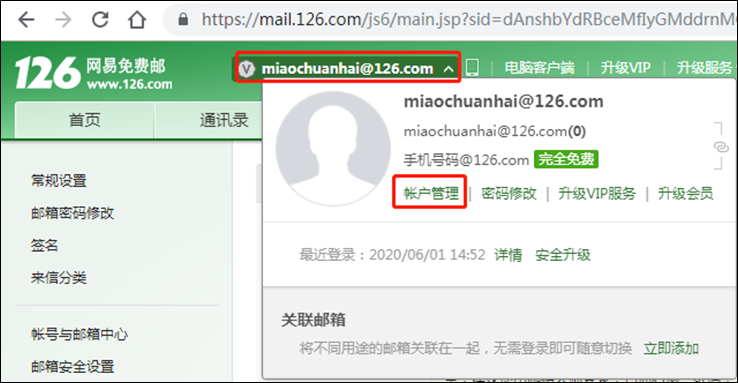 https://mail.126.com/js6/main.jsp?sid=dAnshbYdRBceMfIyGMddrnM
126 网易免费邮
www.126.com
miaochuanhai@126.com
电脑客户端 | 升级VIP | 升级服务
首页
通讯录
miaochuanhai@126.com
miaochuanhai@126.com(0)
手机号码@126.com 完全免费
帐户管理 | 密码修改 | 升级VIP服务 | 升级会员
常规设置
邮箱密码修改
签名
来信分类
最近登录：2020/06/01 14:52 详情 安全升级
帐号与邮箱中心
邮箱安全设置
关联邮箱
将不同用途的邮箱关联在一起，无需登录即可随意切换 立即添加